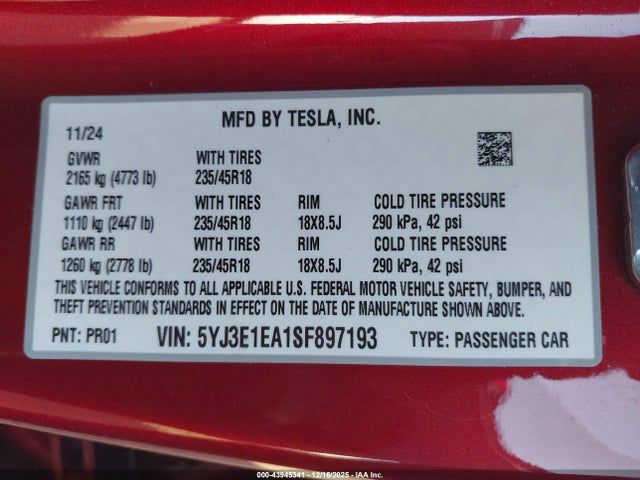 MFD BY TESLA, INC.
11/24
GVWR WITH TIRES
2165 kg (4773 lb) 235/45R18
GAWR FRT WITH TIRES RIM COLD TIRE PRESSURE
1110 kg (2447 lb) 235/45R18 18X8.5J 290 kPa, 42 psi
GAWR RR WITH TIRES RIM COLD TIRE PRESSURE
1260 kg (2778 lb) 235/45R18 18X8.5J 290 kPa, 42 psi
THIS VEHICLE CONFORMS TO ALL APPLICABLE U.S. FEDERAL MOTOR VEHICLE SAFETY, BUMPER, AND
THEFT PREVENTION STANDARDS IN EFFECT ON THE DATE OF MANUFACTURE SHOWN ABOVE.
PNT: PR01 VIN: 5YJ3E1EA1SF897193 TYPE: PASSENGER CAR
000-43945341 - 12/16/2025 - IAA Inc.